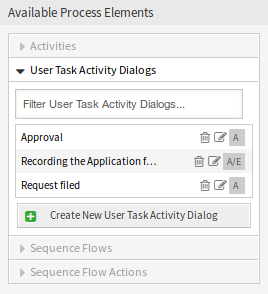 Available Process Elements
Activities
User Task Activity Dialogs
Filter User Task Activity Dialogs...
Approval A
Recording the Application f... A/E
Request filed A
Create New User Task Activity Dialog
Sequence Flows
Sequence Flow Actions